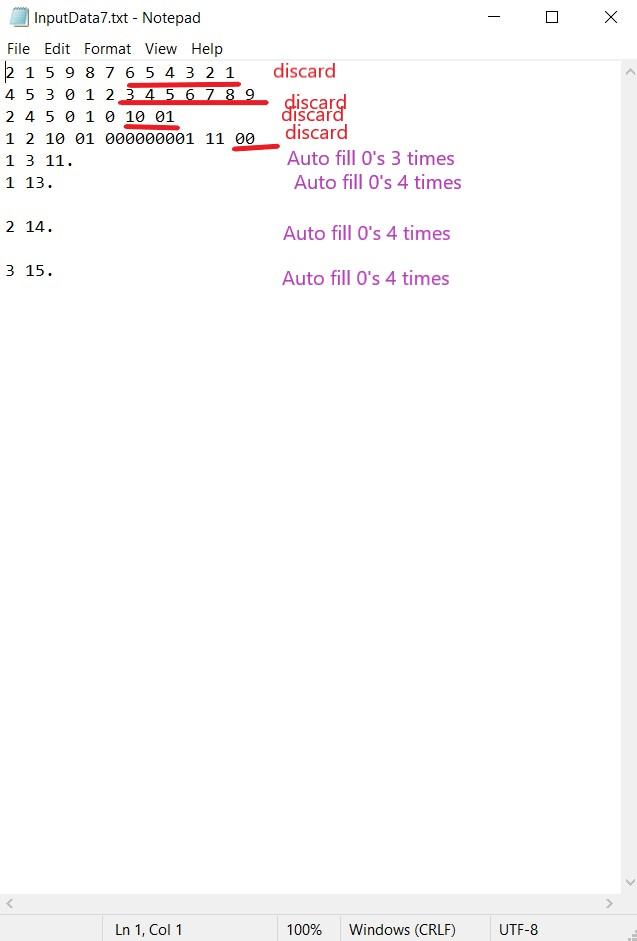 InputData7.txt - Notepad
File Edit Format View Help
2 1 5 9 8 7 6 5 4 3 2 1 discard
4 5 3 0 1 2 3 4 5 6 7 8 9 discard
2 4 5 0 1 0 10 01 discard
1 2 10 01 000000001 11 00 discard
1 3 11. Auto fill 0's 3 times
1 13. Auto fill 0's 4 times
2 14. Auto fill 0's 4 times
3 15. Auto fill 0's 4 times
Ln 1, Col 1 100% Windows (CRLF) UTF-8